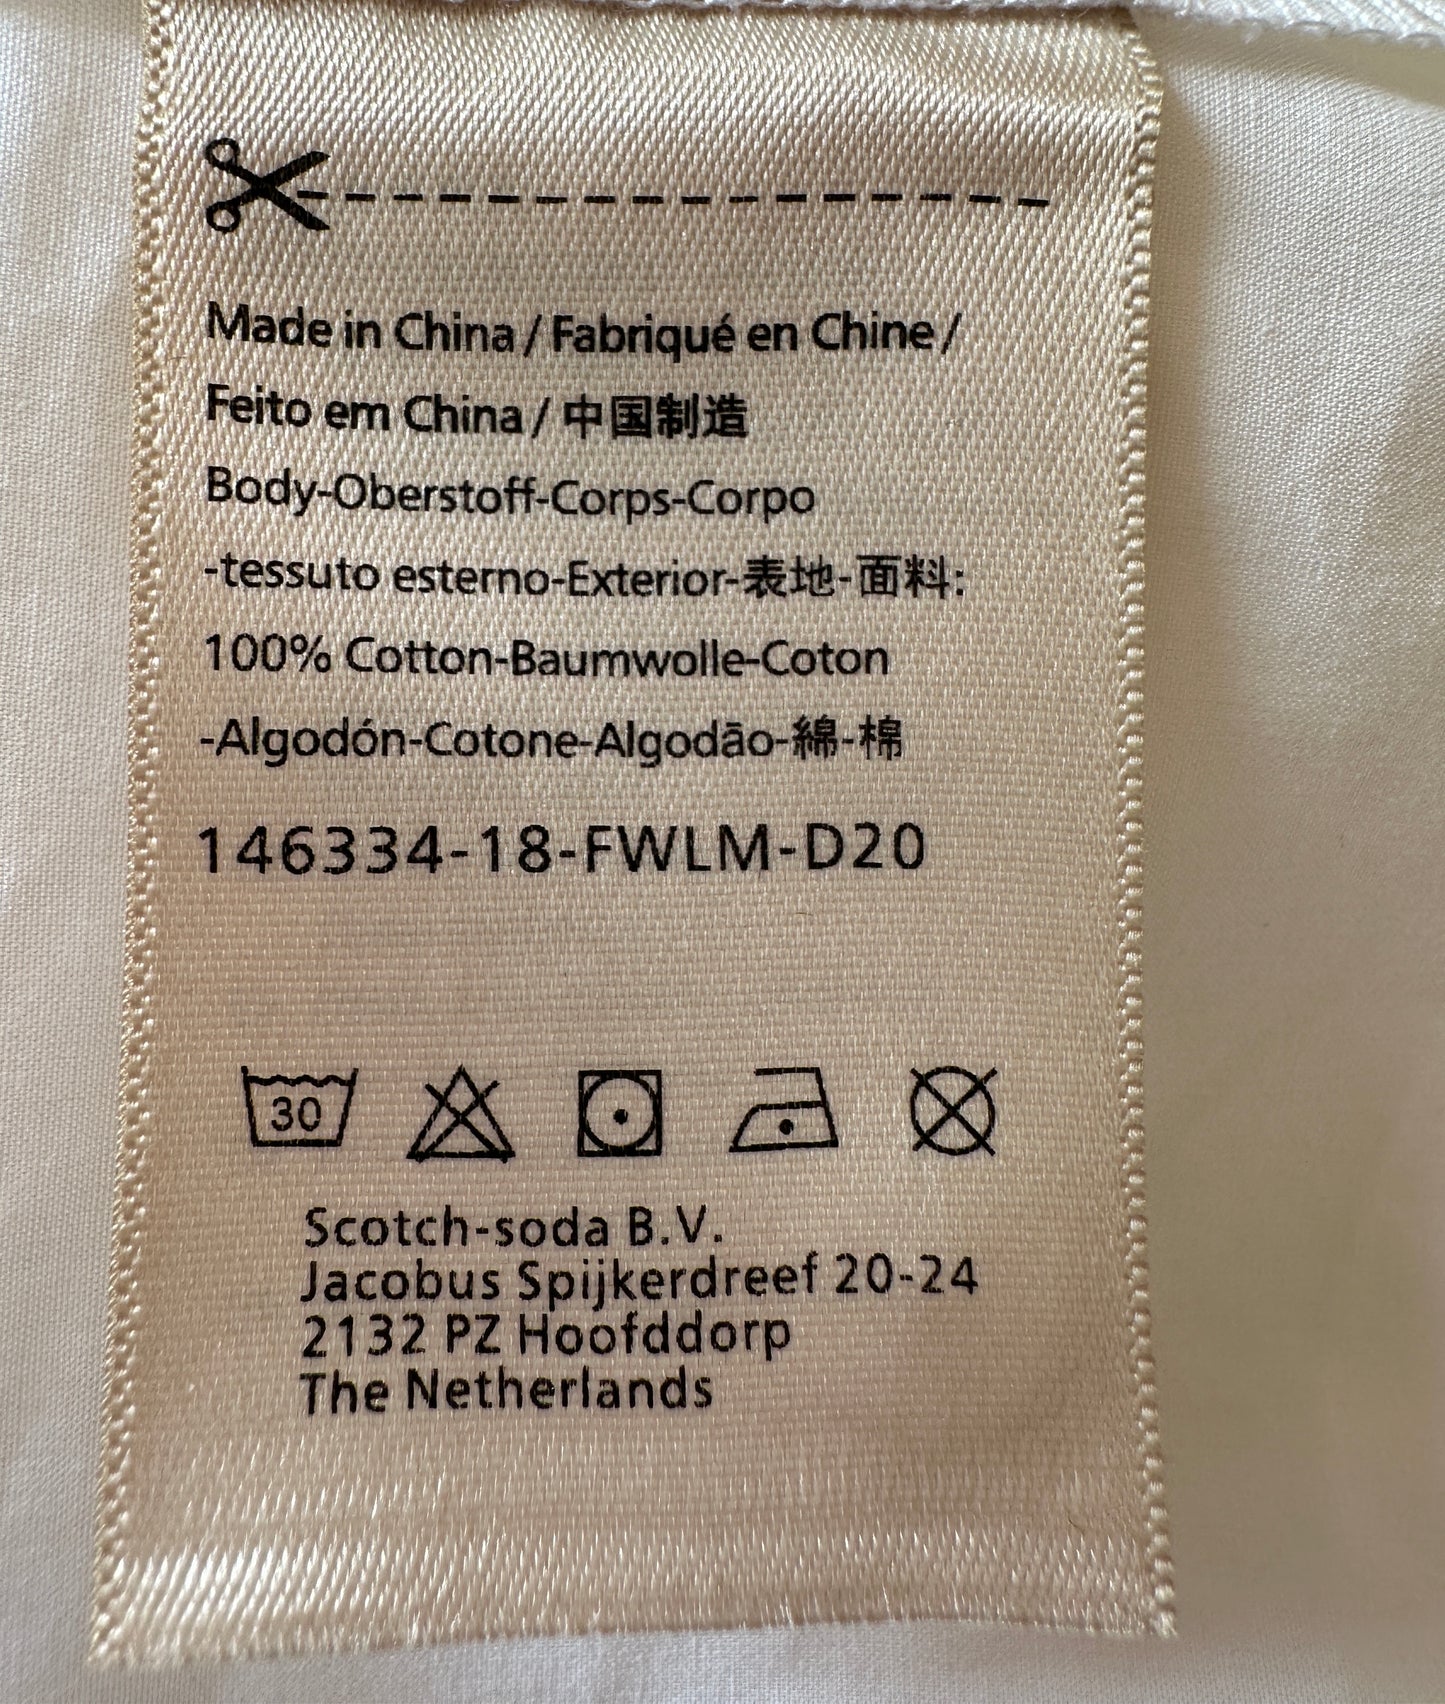 Made in China / Fabriqué en Chine /
Feito em China / 中国制造
Body-Oberstoff-Corps-Corpo
-tessuto esterno-Exterior-表地-面料:
100% Cotton-Baumwolle-Coton
-Algodón-Cotone-Algodão-綿-棉
146334-18-FWLM-D20
30
Scotch-soda B.V.
Jacobus Spijkerdreef 20-24
2132 PZ Hoofddorp
The Netherlands